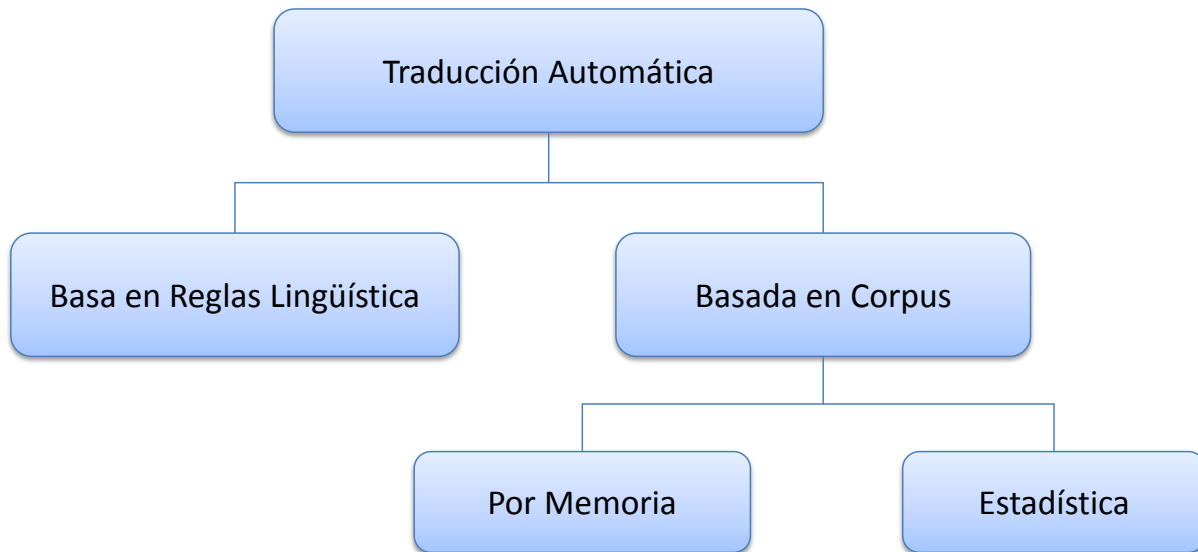 Traducción Automática
Basa en Reglas Lingüística
Basada en Corpus
Por Memoria
Estadística